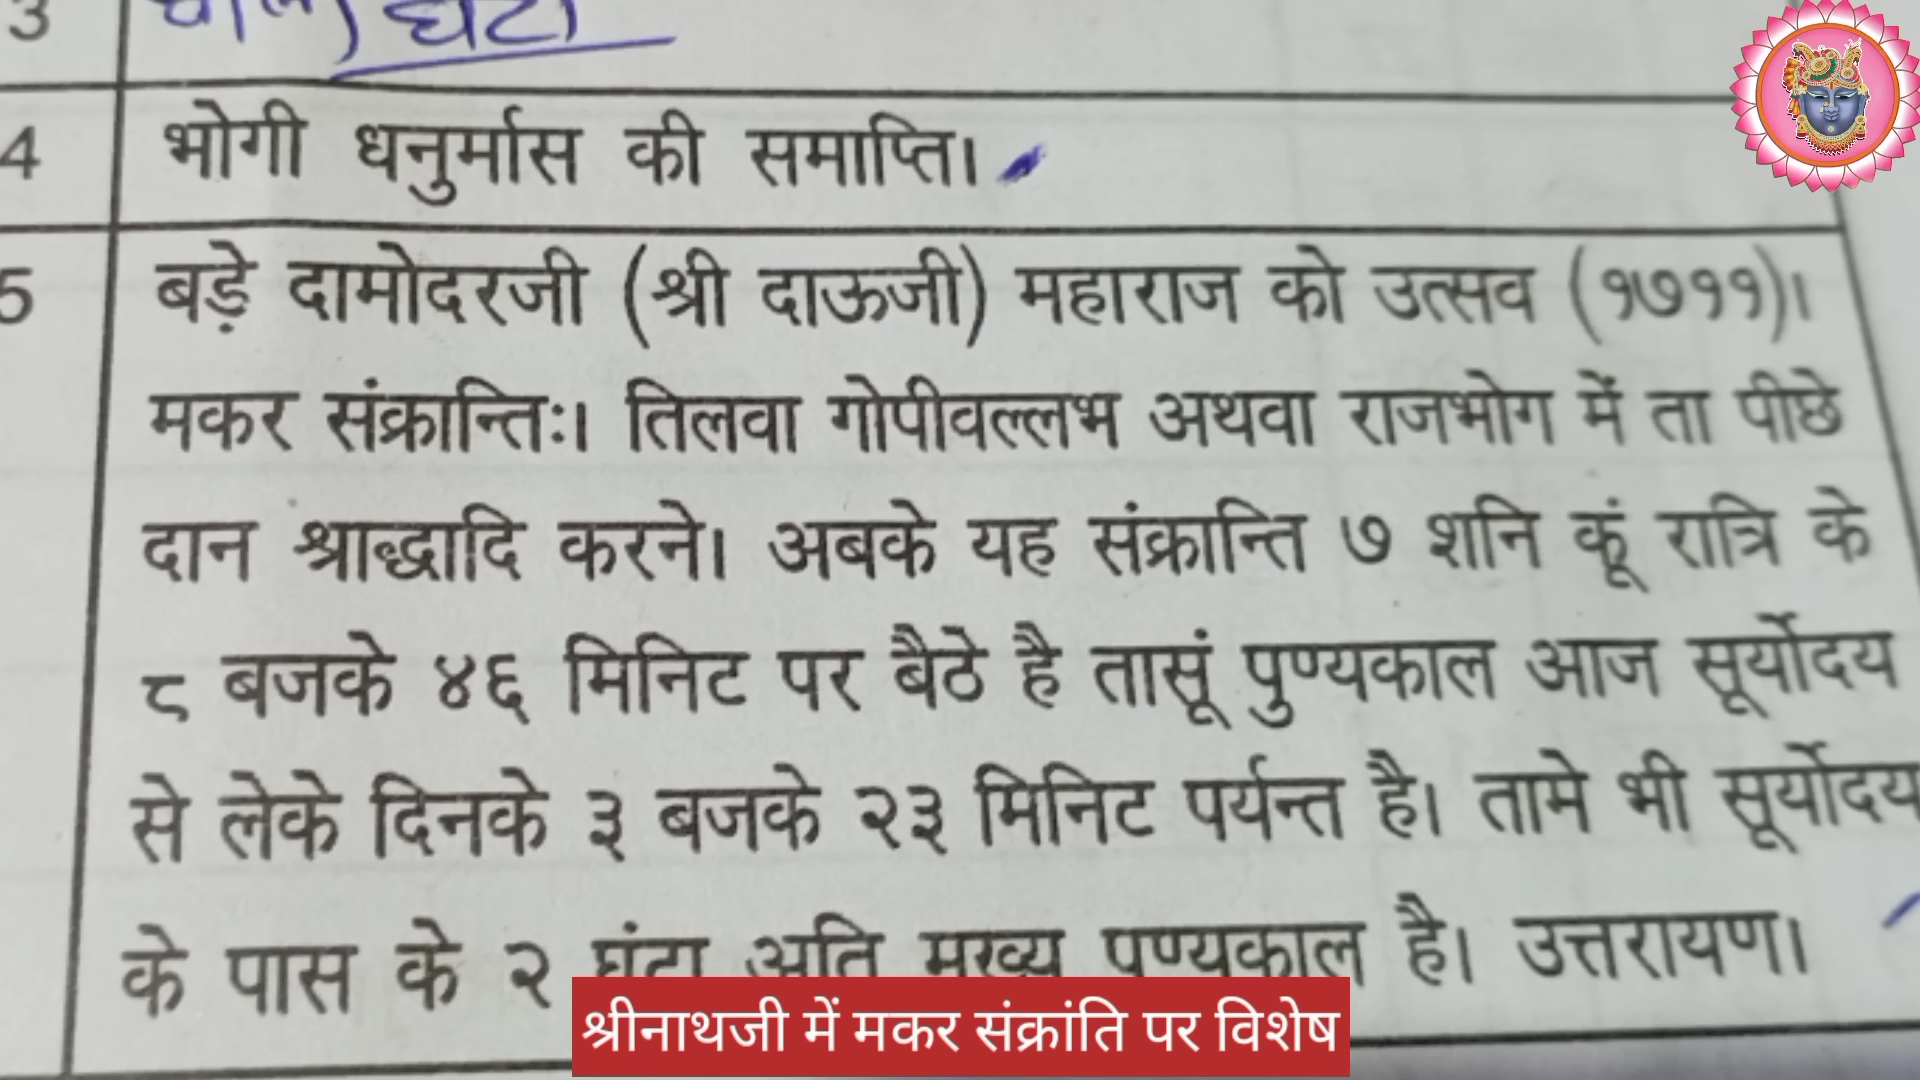 3 घंटा
4 भोगी धनुर्मास की समाप्ति।
5 बड़े दामोदरजी (श्री दाऊजी) महाराज को उत्सव (१७११)।
मकर संक्रान्तिः। तिलवा गोपीवल्लभ अथवा राजभोग में ता पीछे
दान श्राद्धादि करने। अबके यह संक्रान्ति ७ शनि कूं रात्रि के
८ बजके ४६ मिनिट पर बैठे है तासूं पुण्यकाल आज सूर्योदय
से लेके दिनके ३ बजके २३ मिनिट पर्यन्त है। तामे भी सूर्योदय
के पास के २ घंटा अति मुख्य पुण्यकाल है। उत्तरायण।
श्रीनाथजी में मकर संक्रांति पर विशेष